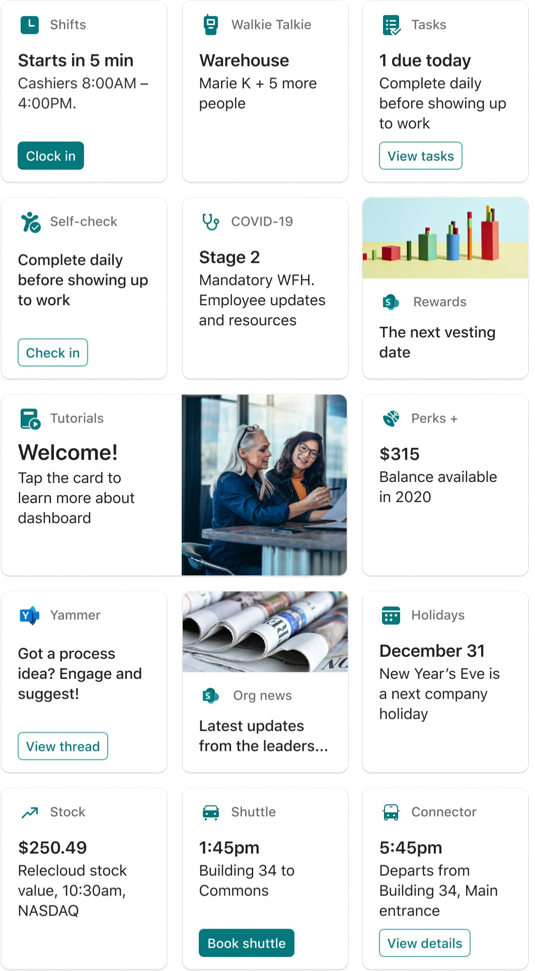 Shifts
Starts in 5 min
Cashiers 8:00AM –
4:00PM.
Clock in
Walkie Talkie
Warehouse
Marie K + 5 more
people
Tasks
1 due today
Complete daily
before showing up
to work
View tasks
Self-check
Complete daily
before showing up
to work
Check in
COVID-19
Stage 2
Mandatory WFH.
Employee updates
and resources
Rewards
The next vesting
date
Tutorials
Welcome!
Tap the card to
learn more about
dashboard
Perks +
$315
Balance available
in 2020
Yammer
Got a process
idea? Engage and
suggest!
View thread
Org news
Latest updates
from the leaders...
Holidays
December 31
New Year’s Eve is
a next company
holiday
Stock
$250.49
Relecloud stock
value, 10:30am,
NASDAQ
Shuttle
1:45pm
Building 34 to
Commons
Book shuttle
Connector
5:45pm
Departs from
Building 34, Main
entrance
View details